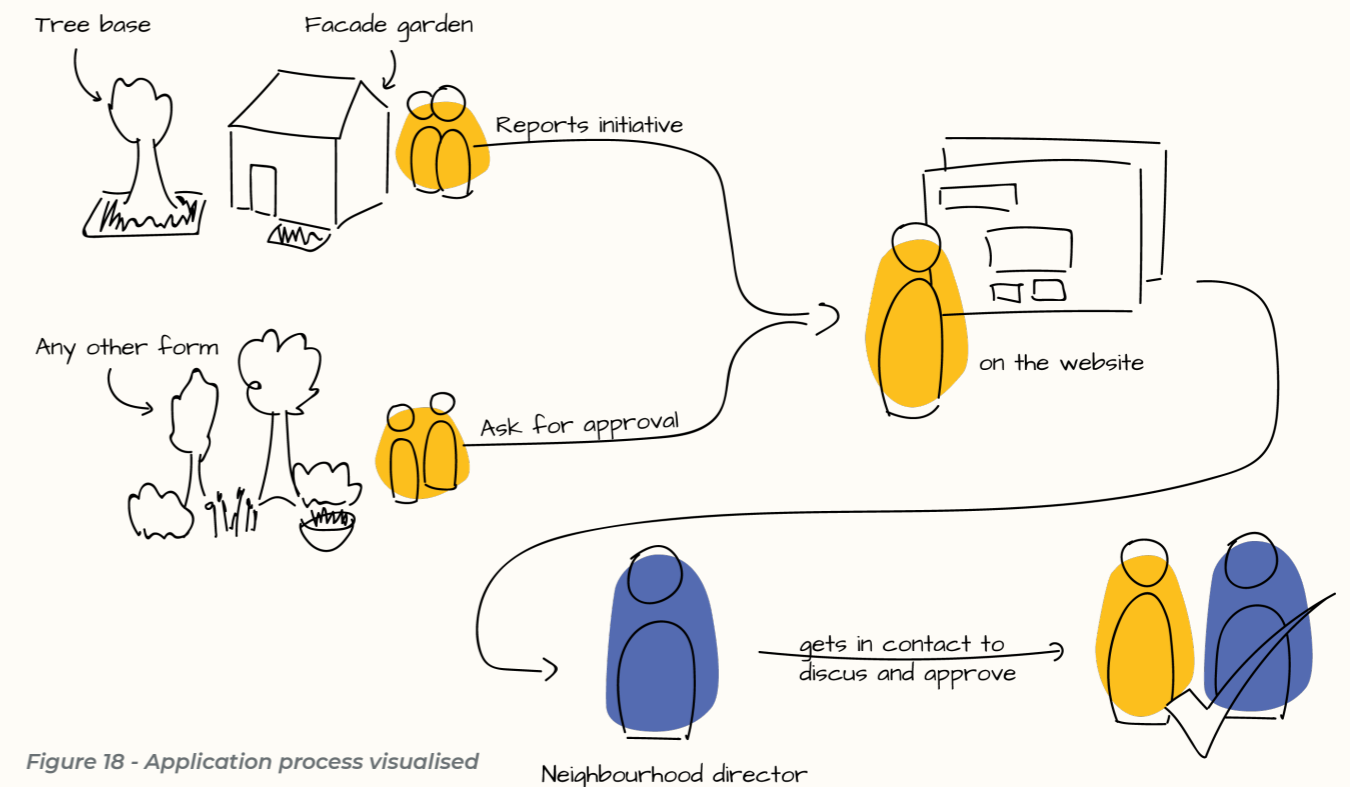 Tree base
Facade garden
Reports initiative
Any other form
Ask for approval
on the website
gets in contact to
discus and approve
Neighbourhood director
Figure 18 - Application process visualised